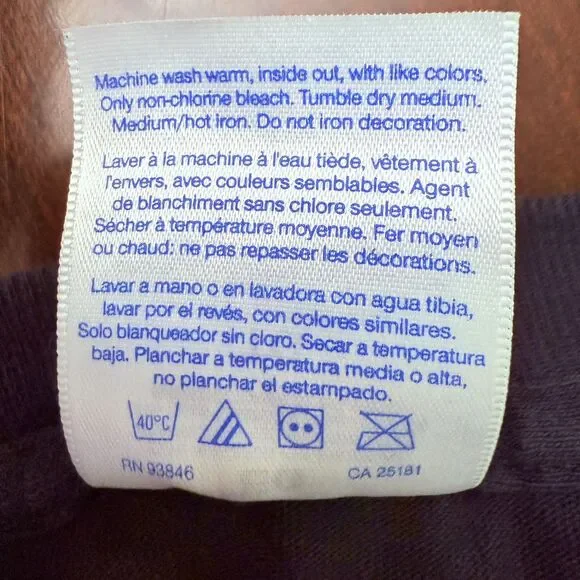 Machine wash warm, inside out, with like colors.
Only non-chlorine bleach. Tumble dry medium.
Medium/hot iron. Do not iron decoration.
Laver à la machine à l'eau tiède, vêtement à
l'envers, avec couleurs semblables. Agent
de blanchiment sans chlore seulement.
Sécher à température moyenne. Fer moyen
ou chaud: ne pas repasser les décorations.
Lavar a mano o en lavadora con agua tibia,
lavar por el revés, con colores similares.
Solo blanqueador sin cloro. Secar a temperatura
baja. Planchar a temperatura media o alta,
no planchar el estampado.
40°C
RN 93846 CA 25181